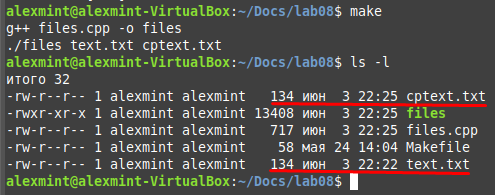 alexmint@alexmint-VirtualBox:~/Docs/lab08$ make
g++ files.cpp -o files
./files text.txt cptext.txt
alexmint@alexmint-VirtualBox:~/Docs/lab08$ ls -l
итого 32
-rw-r--r-- 1 alexmint alexmint   134 июн  3 22:25 cptext.txt
-rwxr-xr-x 1 alexmint alexmint 13408 июн  3 22:25 files
-rw-r--r-- 1 alexmint alexmint   717 июн  3 22:25 files.cpp
-rw-r--r-- 1 alexmint alexmint    58 мая 24 14:04 Makefile
-rw-r--r-- 1 alexmint alexmint   134 июн  3 22:22 text.txt
alexmint@alexmint-VirtualBox:~/Docs/lab08$